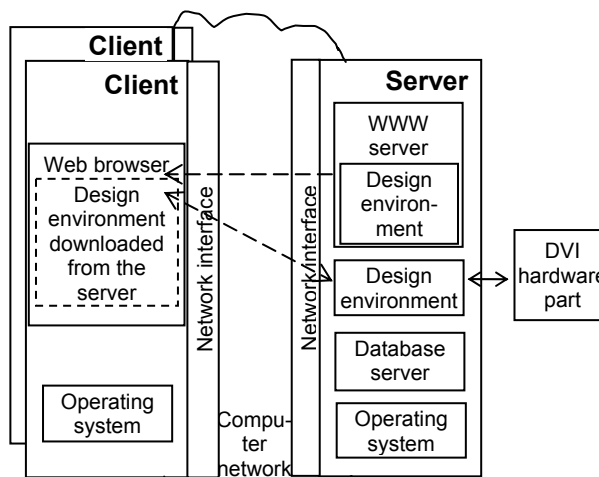 Client
Client
Web browser
Design
environment
downloaded
from the
server
Operating
system
Network interface
Compu-
ter
network
Network interface
Server
WWW
server
Design
environ-
ment
Design
environment
Database
server
Operating
system
DVI
hardware
part